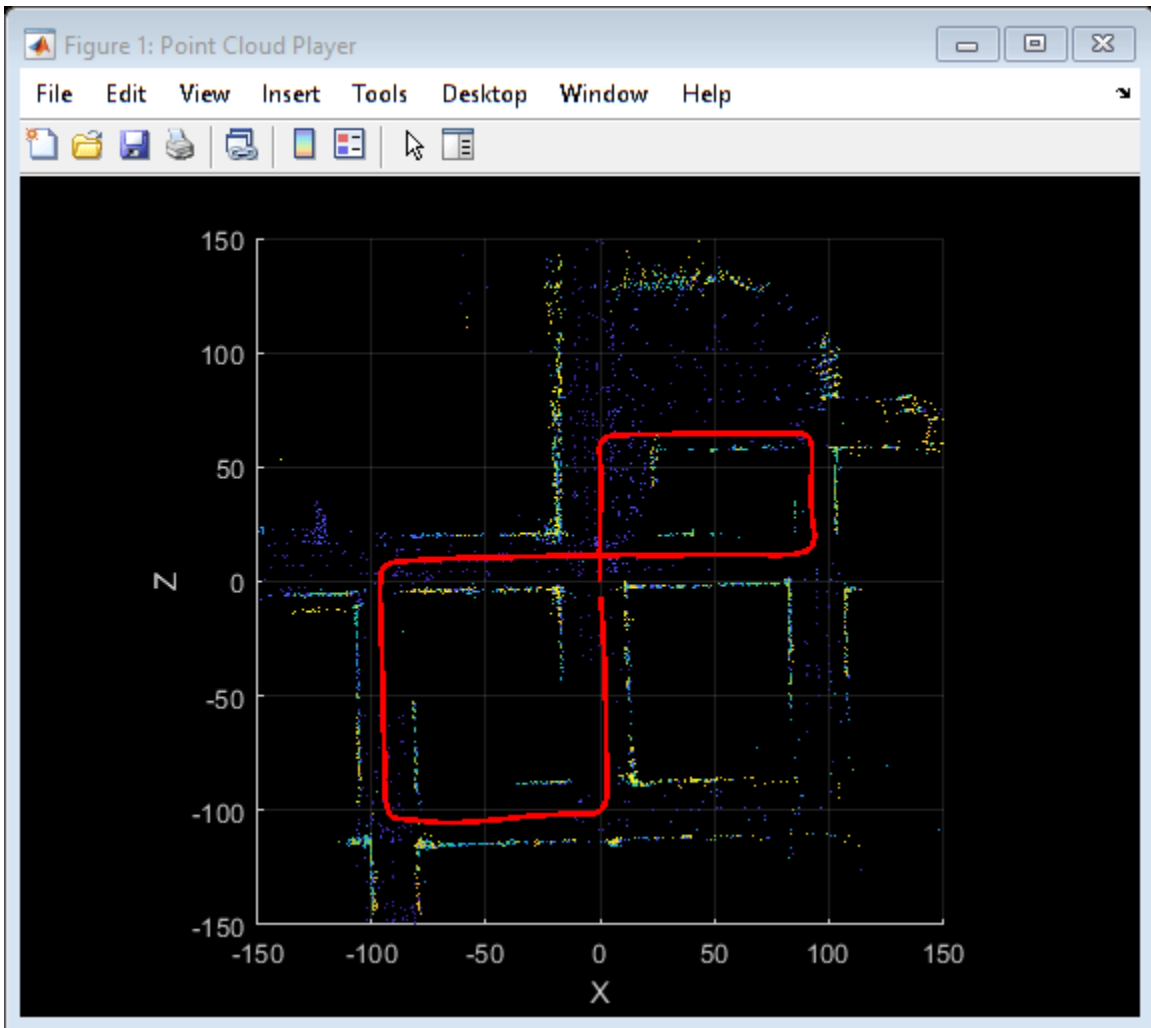 Figure 1: Point Cloud Player
File Edit View Insert Tools Desktop Window Help
150
100
50
Z
0
-50
-100
-150
-150 -100 -50 0 50 100 150
X